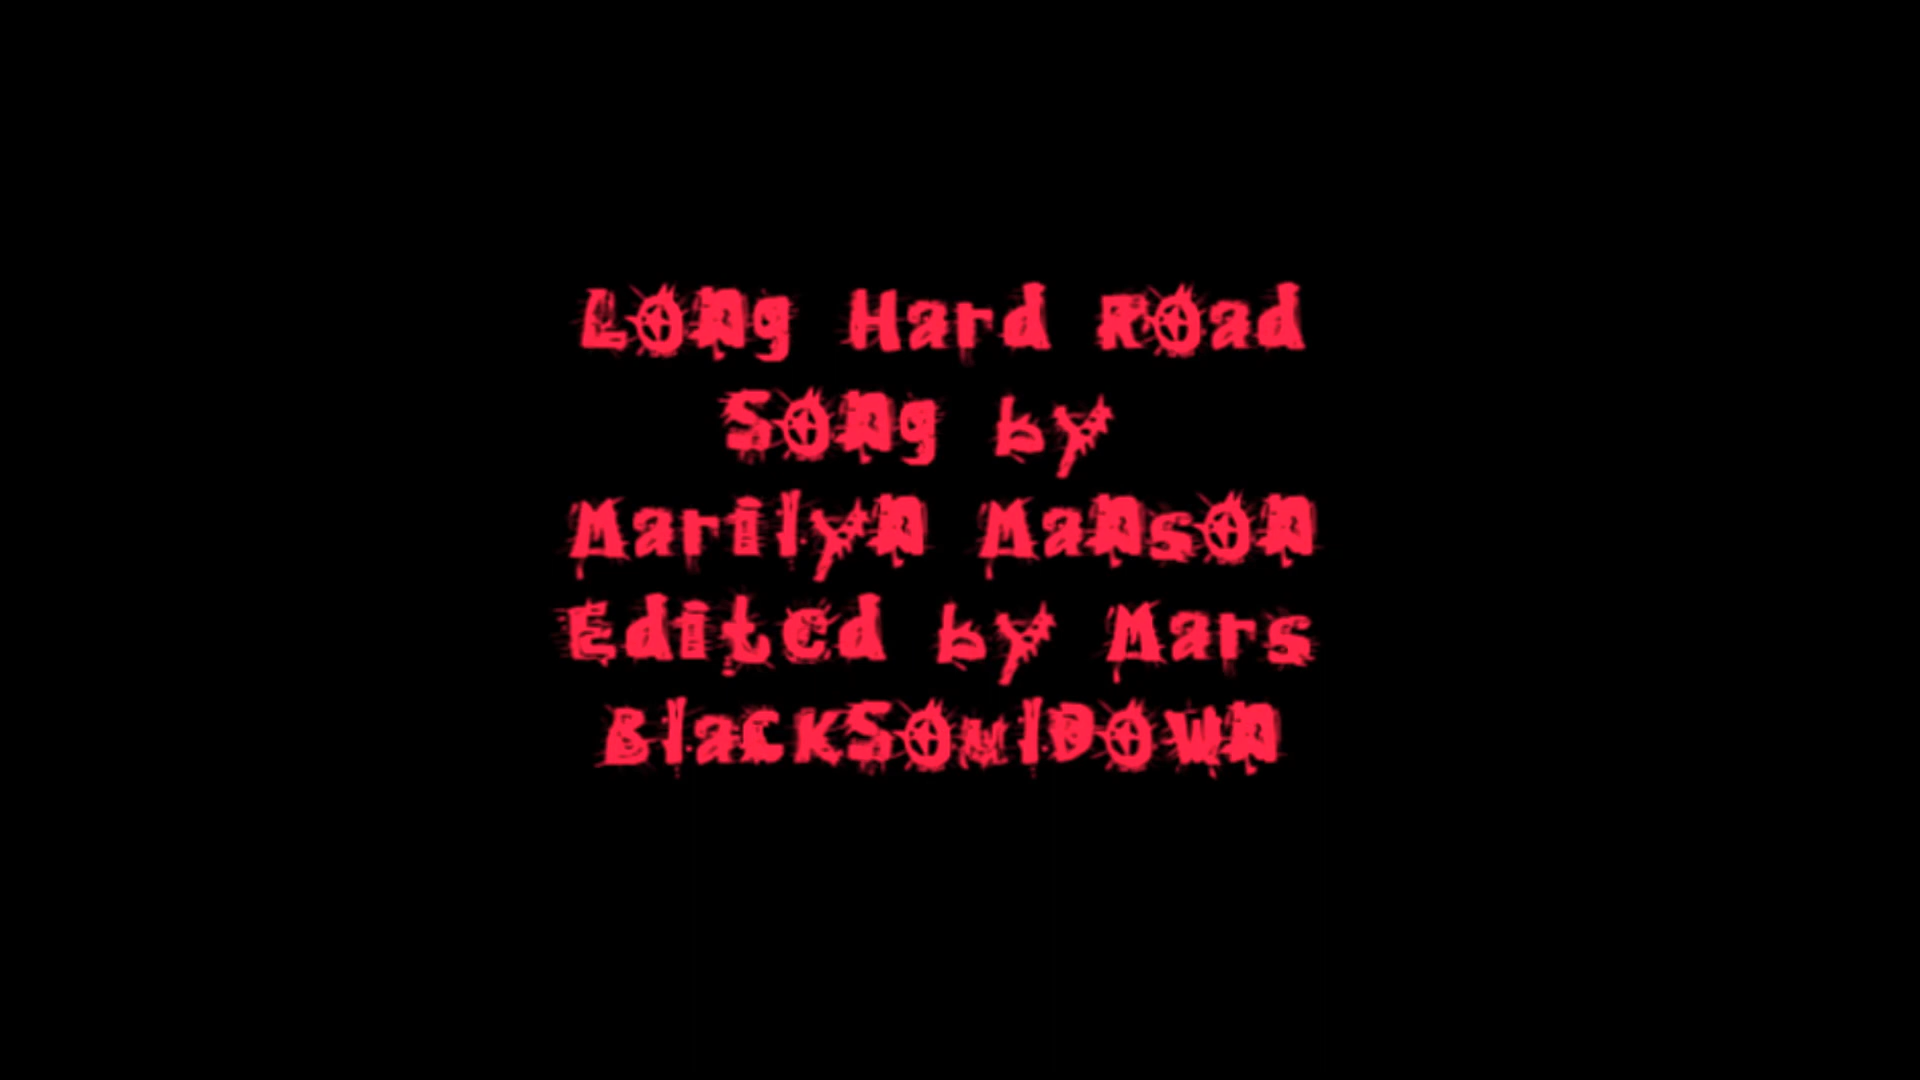 Long Hard Road
Song by
Marilyn Manson
Edited by Mars
BlackSoulDown